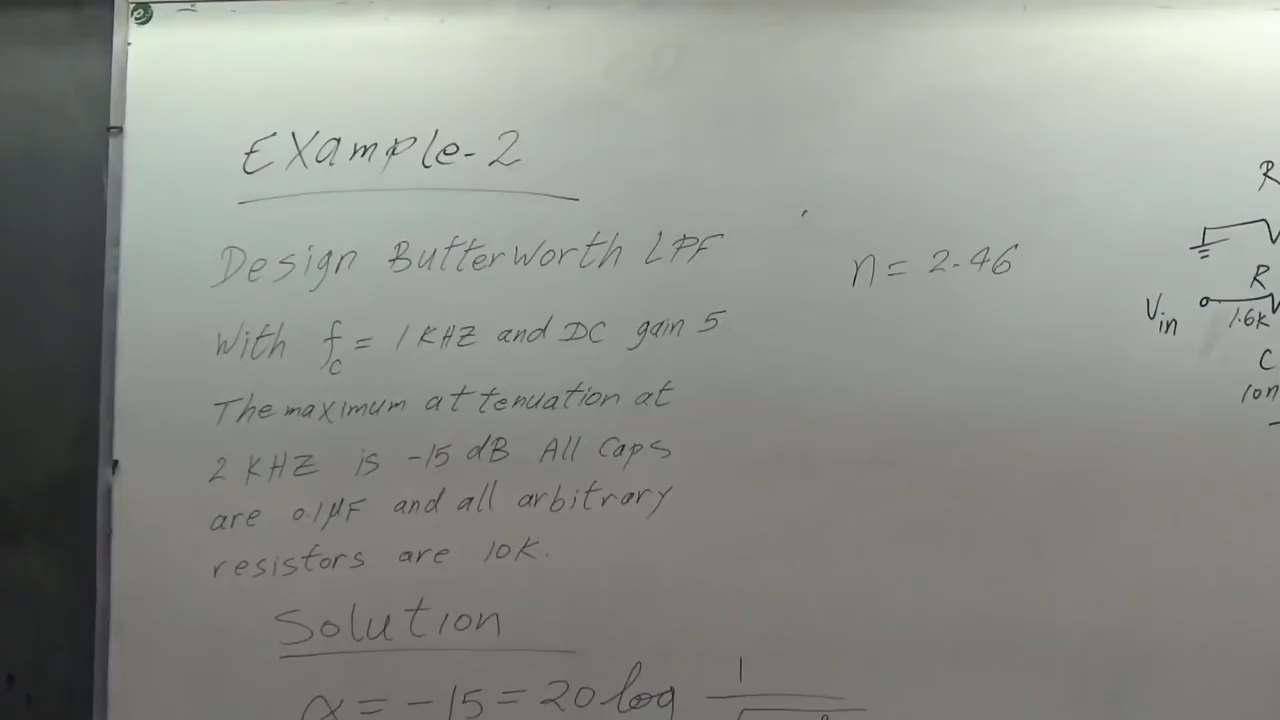 Example-2
Design Butterworth LPF
With fc = 1 KHZ and DC gain 5
The maximum attenuation at
2 KHZ is -15 dB All Caps
are 0.1μF and all arbitrary
resistors are 10K.
Solution
α = -15 = 20 log 1
n = 2.46
R
R
Vin
1.6K
C
10n